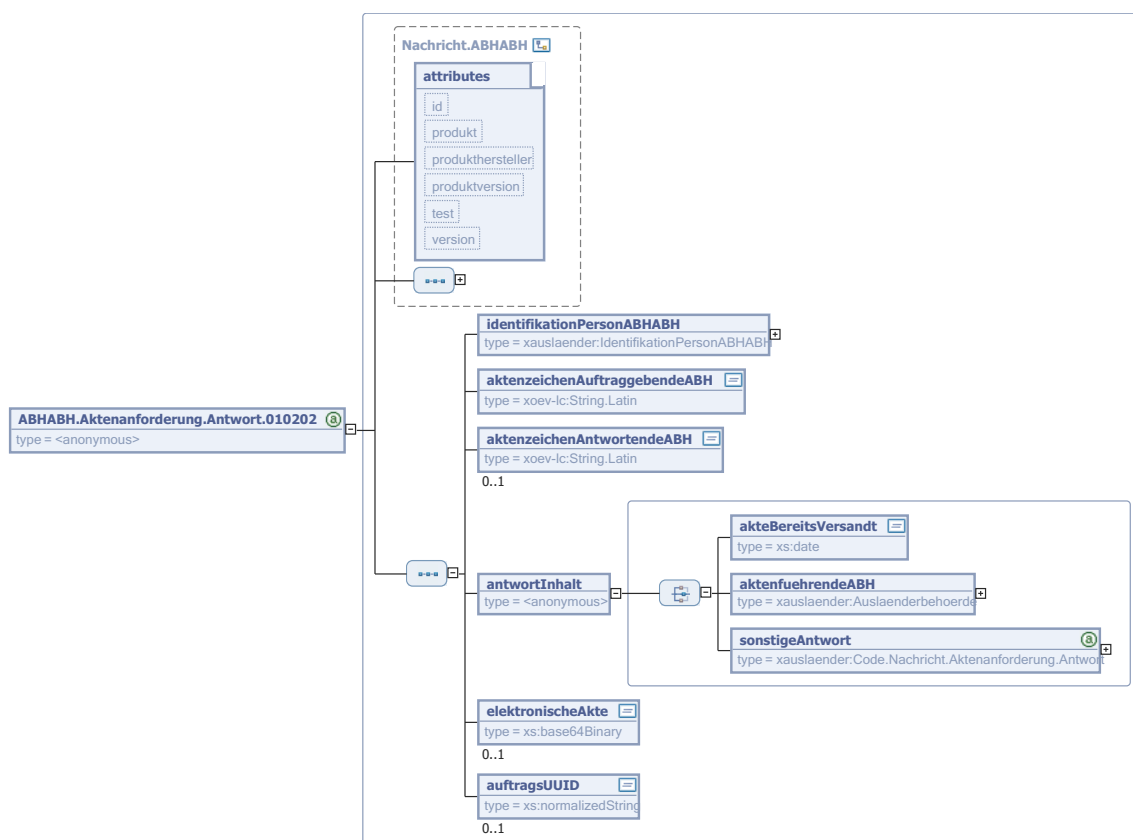 Nachricht.ABHABH
attributes
id
produkt
produkthersteller
produktversion
test
version
identifikationPersonABHABH
type = xauslaender:IdentifikationPersonABHABH
aktenzeichenAuftraggebendeABH
type = xoev-lc:String.Latin
ABHABH.Aktenanforderung.Antwort.010202 a
type = <anonymous>
aktenzeichenAntwortendeABH
type = xoev-lc:String.Latin
0..1
akteBereitsVersandt
type = xs:date
antwortInhalt
type = <anonymous>
aktenfuehrendeABH
type = xauslaender:Auslaenderbehoerde
sonstigeAntwort a
type = xauslaender:Code.Nachricht.Aktenanforderung.Antwort
elektronischeAkte
type = xs:base64Binary
0..1
auftragsUUID
type = xs:normalizedString
0..1